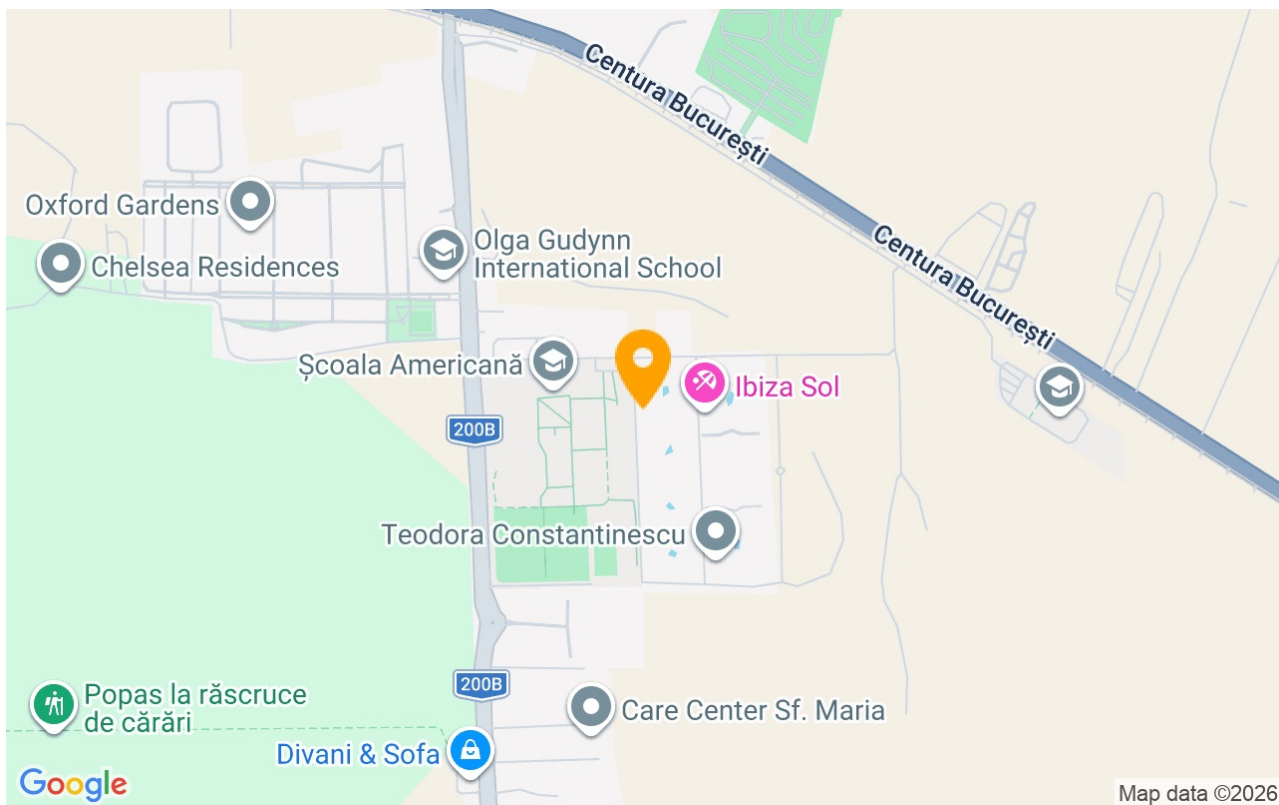 Centura București
Oxford Gardens
Olga Gudynn
International School
Chelsea Residences
Centura București
Școala Americană
Ibiza Sol
200B
Teodora Constantinescu
200B
Popas la răscruce
de cărări
Care Center Sf. Maria
Divani & Sofa
Google
Map data ©2026